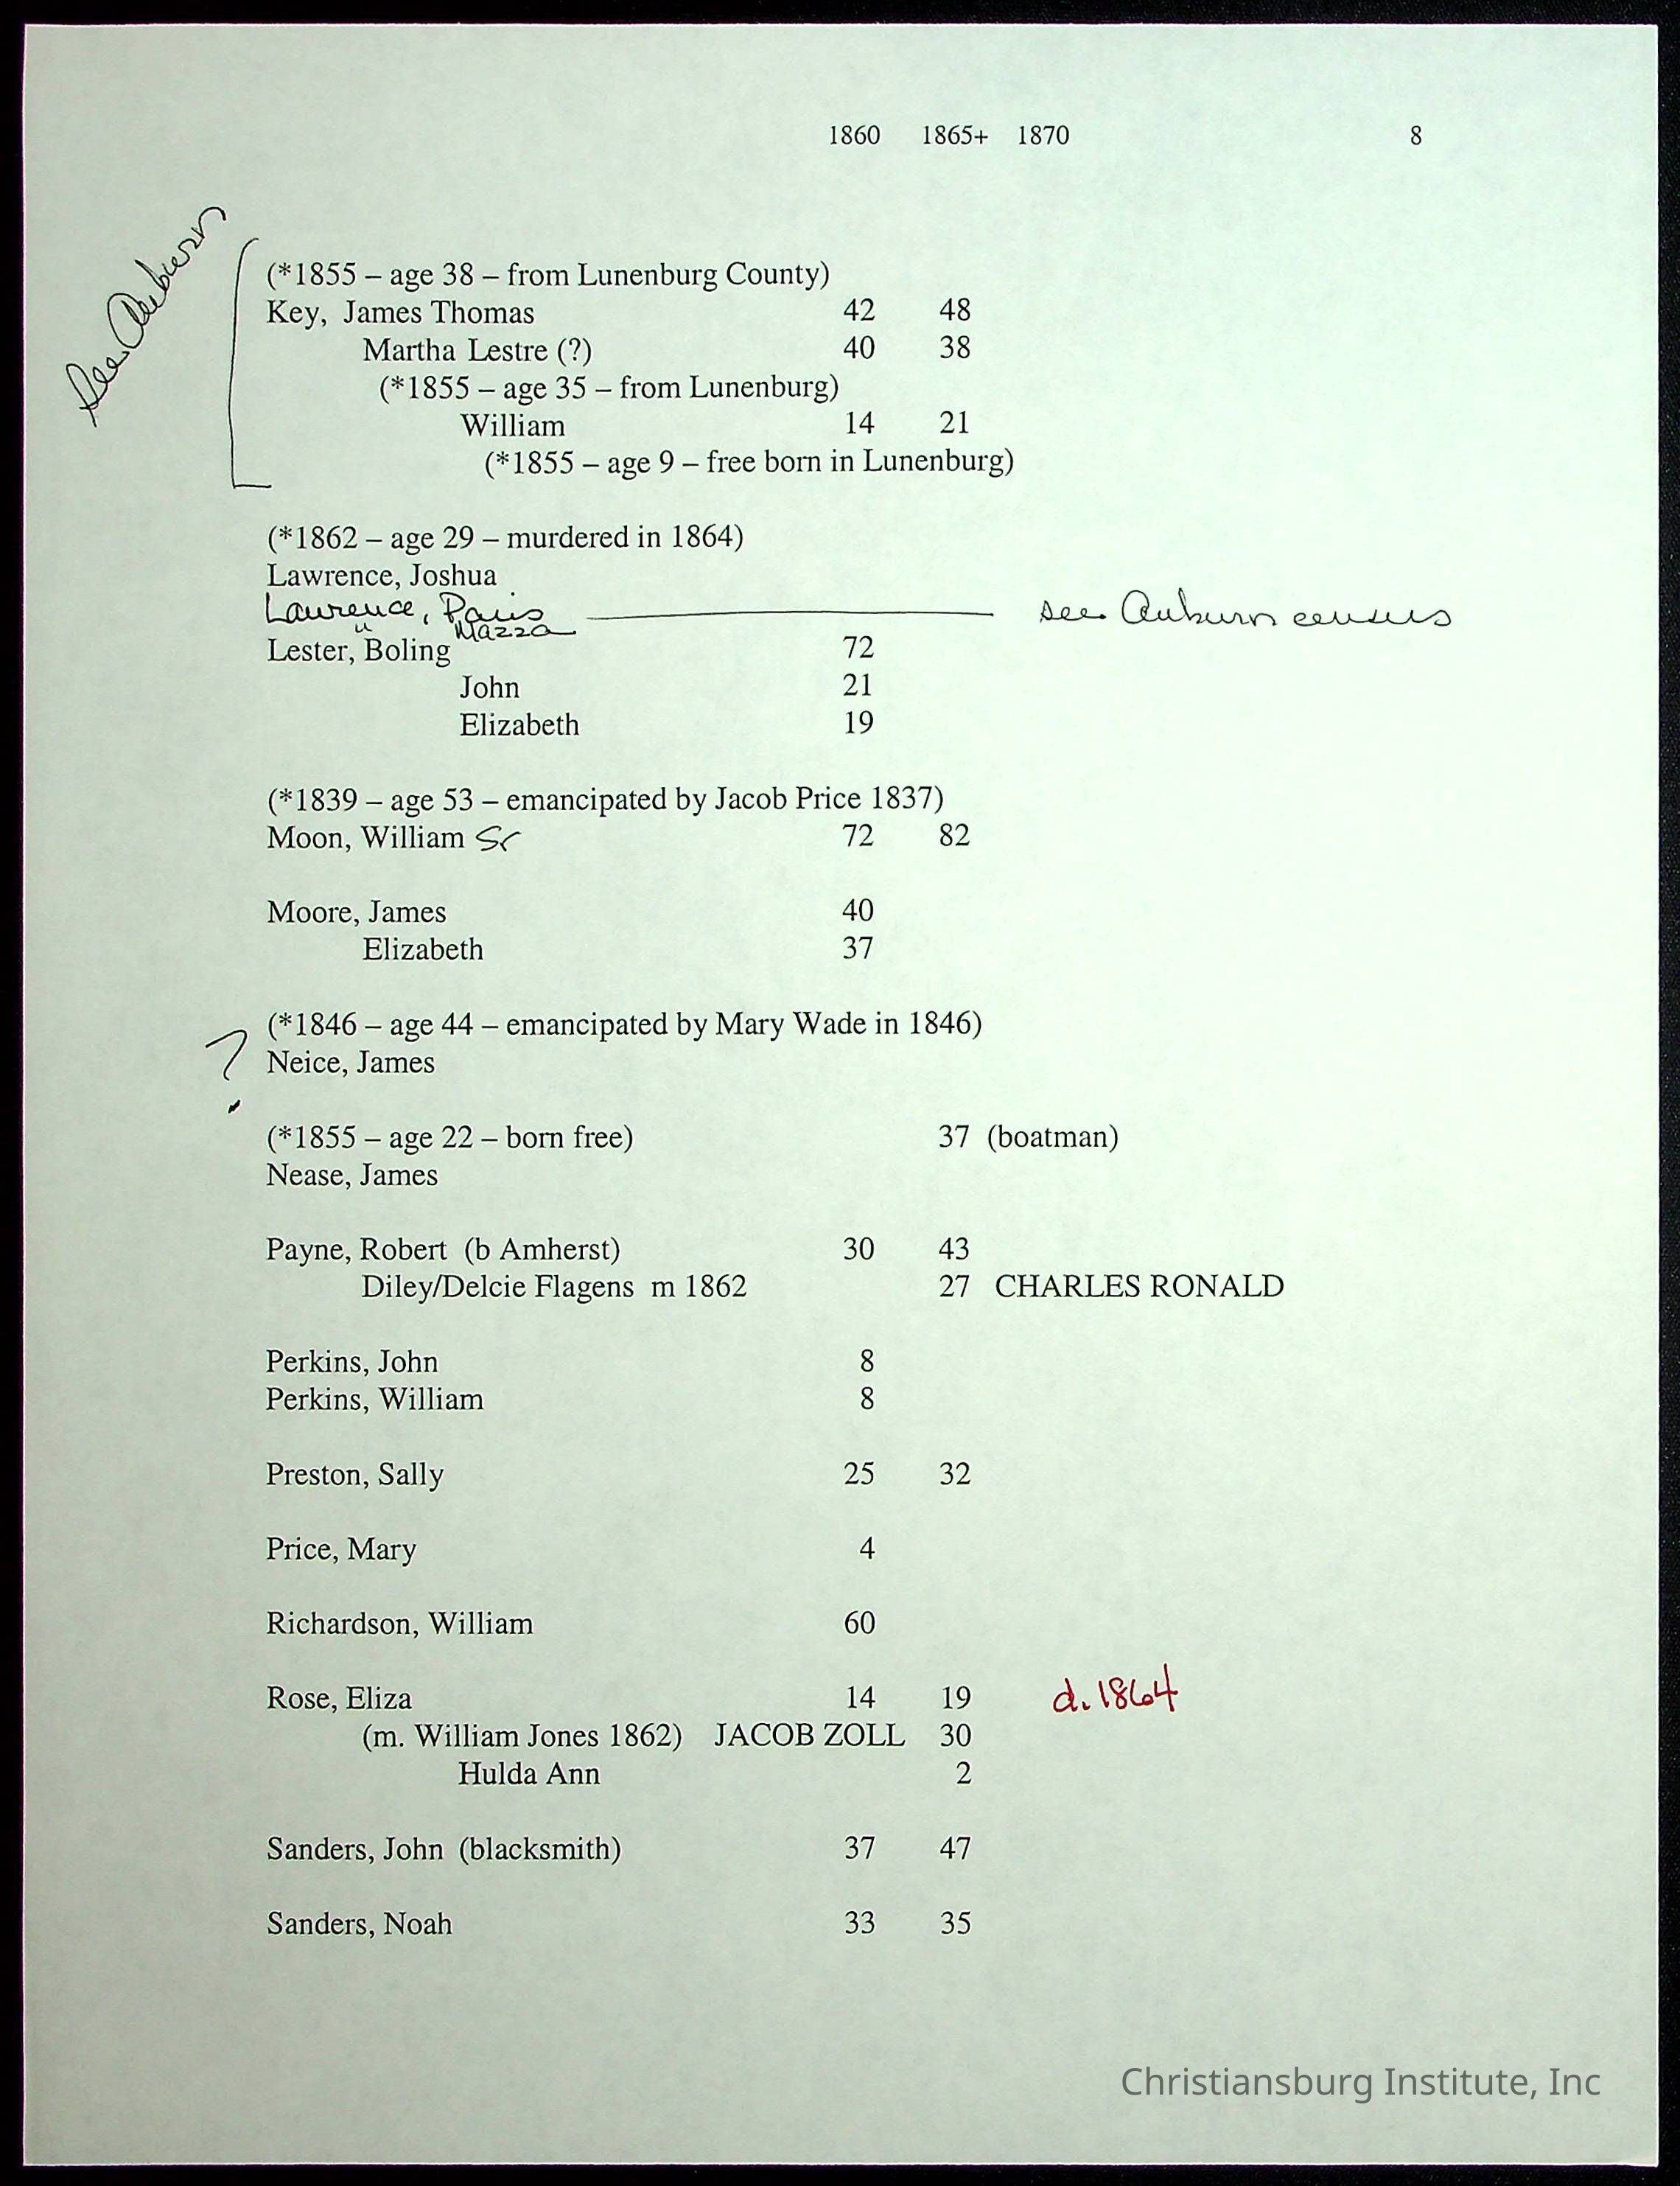 1860 1865+ 1870 8
See Auburn
(*1855 – age 38 – from Lunenburg County)
Key, James Thomas 42 48
Martha Lestre (?) 40 38
(*1855 – age 35 – from Lunenburg)
William 14 21
(*1855 – age 9 – free born in Lunenburg)
(*1862 – age 29 – murdered in 1864)
Lawrence, Joshua
Lawrence, Paris see Auburn census
" Mazza
Lester, Boling 72
John 21
Elizabeth 19
(*1839 – age 53 – emancipated by Jacob Price 1837)
Moon, William Sr 72 82
Moore, James 40
Elizabeth 37
(*1846 – age 44 – emancipated by Mary Wade in 1846)
? Neice, James
(*1855 – age 22 – born free) 37 (boatman)
Nease, James
Payne, Robert (b Amherst) 30 43
Diley/Delcie Flagens m 1862 27 CHARLES RONALD
Perkins, John 8
Perkins, William 8
Preston, Sally 25 32
Price, Mary 4
Richardson, William 60
Rose, Eliza 14 19 d. 1864
(m. William Jones 1862) JACOB ZOLL 30
Hulda Ann 2
Sanders, John (blacksmith) 37 47
Sanders, Noah 33 35
Christiansburg Institute, Inc